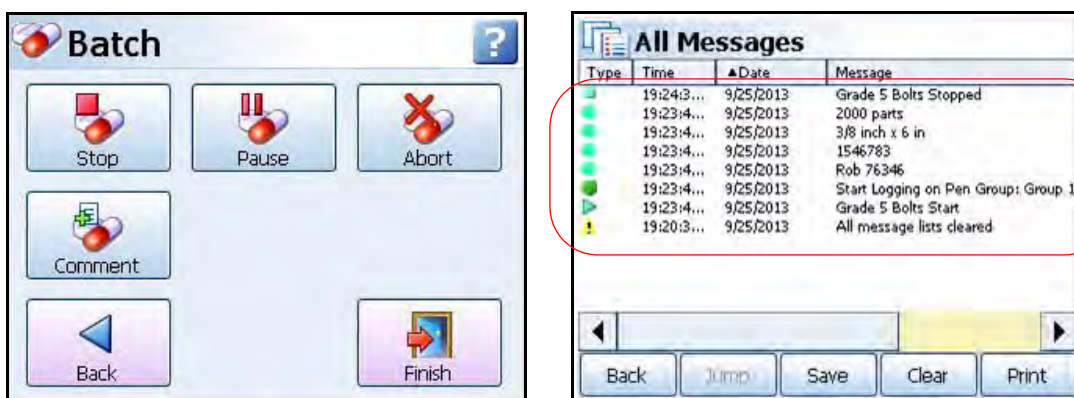 Batch
?
Stop Pause Abort
Comment
Back Finish
All Messages
Type Time ▲Date Message
19:24:3... 9/25/2013 Grade 5 Bolts Stopped
19:23:4... 9/25/2013 2000 parts
19:23:4... 9/25/2013 3/8 inch x 6 in
19:23:4... 9/25/2013 1546783
19:23:4... 9/25/2013 Rob 76346
19:23:4... 9/25/2013 Start Logging on Pen Group: Group 1
19:23:4... 9/25/2013 Grade 5 Bolts Start
19:20:3... 9/25/2013 All message lists cleared
Back Jump Save Clear Print